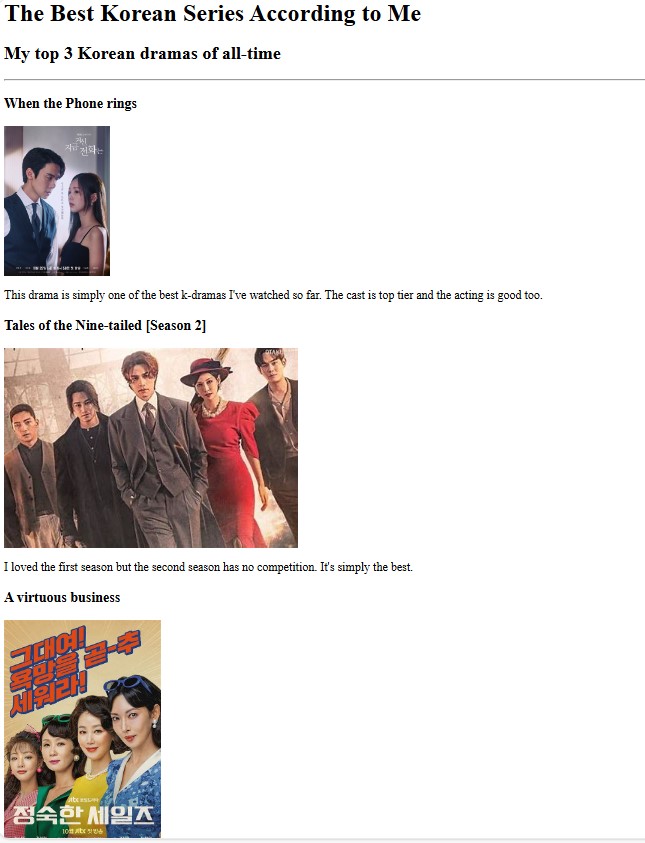 The Best Korean Series According to Me
My top 3 Korean dramas of all-time
When the Phone rings
지금
전화는
This drama is simply one of the best k-dramas I've watched so far. The cast is top tier and the acting is good too.
Tales of the Nine-tailed [Season 2]
I loved the first season but the second season has no competition. It's simply the best.
A virtuous business
그대여!
욕망을 곧-추
세워라!
정숙한 세일즈